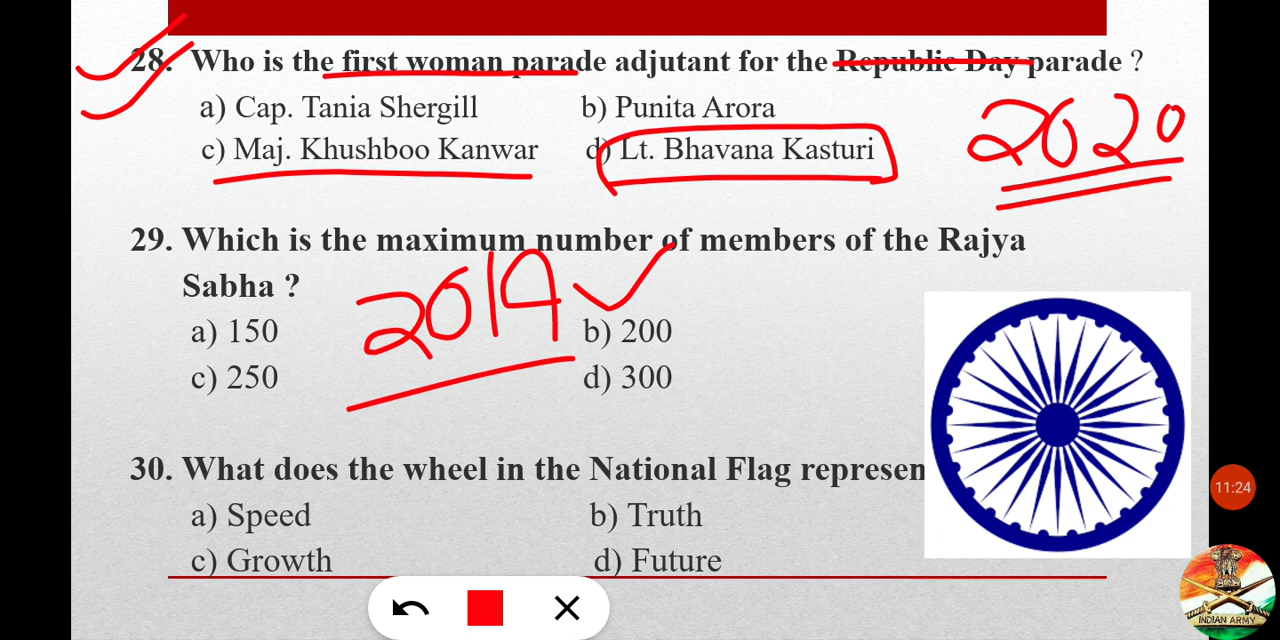 28. Who is the first woman parade adjutant for the Republic Day parade ?
a) Cap. Tania Shergill b) Punita Arora
c) Maj. Khushboo Kanwar d) Lt. Bhavana Kasturi
2020
29. Which is the maximum number of members of the Rajya
Sabha ?
2019
a) 150 b) 200
c) 250 d) 300
30. What does the wheel in the National Flag represen
a) Speed b) Truth
c) Growth d) Future
11:24
INDIAN ARMY